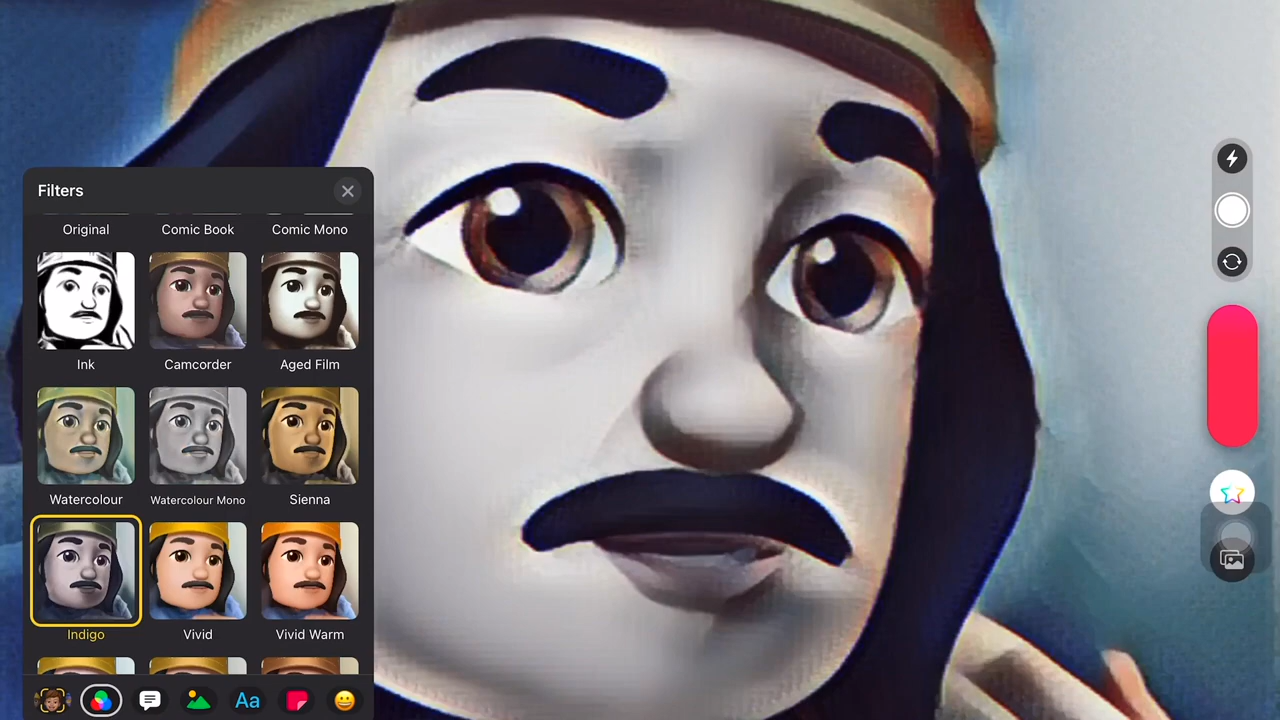 Filters
Original Comic Book Comic Mono
Ink Camcorder Aged Film
Watercolour Watercolour Mono Sienna
Indigo Vivid Vivid Warm
Aa